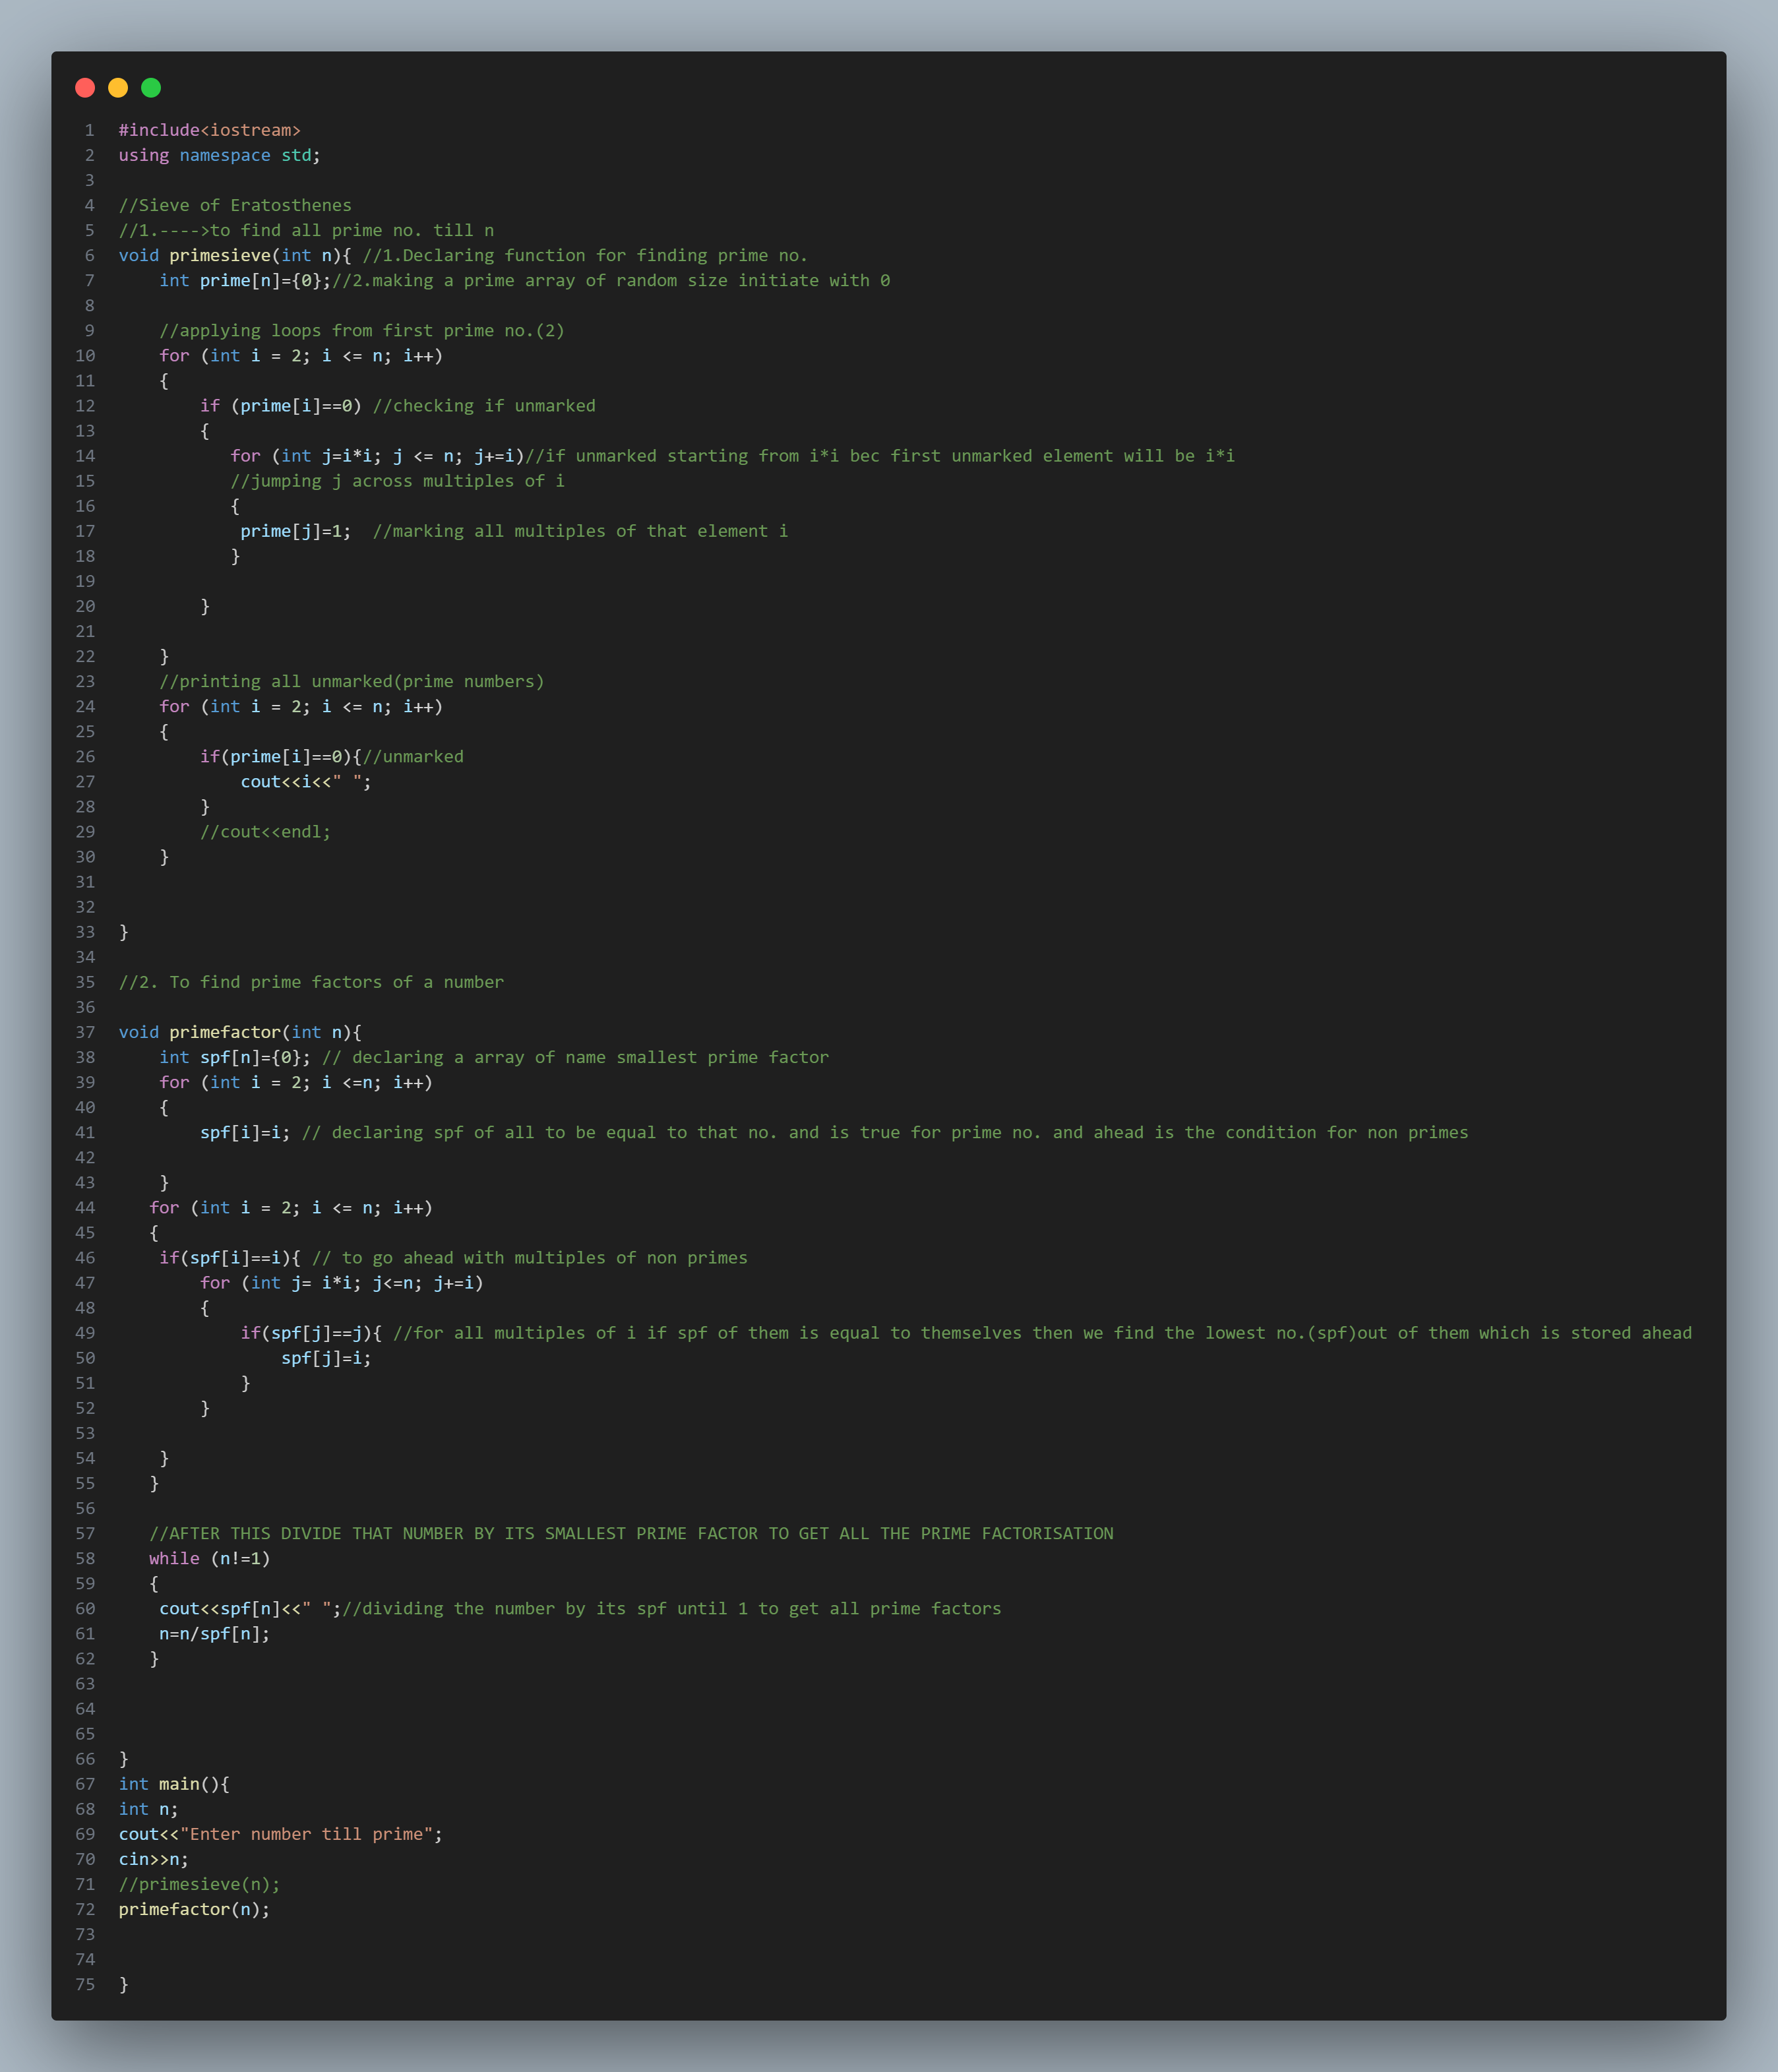 1 #include<iostream>
2 using namespace std;
3
4 //Sieve of Eratosthenes
5 //1.---->to find all prime no. till n
6 void primesieve(int n){ //1.Declaring function for finding prime no.
7     int prime[n]={0};//2.making a prime array of random size initiate with 0
8
9     //applying loops from first prime no.(2)
10     for (int i = 2; i <= n; i++)
11     {
12         if (prime[i]==0) //checking if unmarked
13         {
14            for (int j=i*i; j <= n; j+=i)//if unmarked starting from i*i bec first unmarked element will be i*i
15            //jumping j across multiples of i
16            {
17             prime[j]=1;  //marking all multiples of that element i
18            }
19
20         }
21
22     }
23     //printing all unmarked(prime numbers)
24     for (int i = 2; i <= n; i++)
25     {
26         if(prime[i]==0){//unmarked
27             cout<<i<<" ";
28         }
29         //cout<<endl;
30     }
31
32
33 }
34
35 //2. To find prime factors of a number
36
37 void primefactor(int n){
38     int spf[n]={0}; // declaring a array of name smallest prime factor
39     for (int i = 2; i <=n; i++)
40     {
41         spf[i]=i; // declaring spf of all to be equal to that no. and is true for prime no. and ahead is the condition for non primes
42
43     }
44    for (int i = 2; i <= n; i++)
45    {
46     if(spf[i]==i){ // to go ahead with multiples of non primes
47         for (int j= i*i; j<=n; j+=i)
48         {
49             if(spf[j]==j){ //for all multiples of i if spf of them is equal to themselves then we find the lowest no.(spf)out of them which is stored ahead
50                 spf[j]=i;
51             }
52         }
53
54     }
55    }
56
57    //AFTER THIS DIVIDE THAT NUMBER BY ITS SMALLEST PRIME FACTOR TO GET ALL THE PRIME FACTORISATION
58    while (n!=1)
59    {
60     cout<<spf[n]<<" ";//dividing the number by its spf until 1 to get all prime factors
61     n=n/spf[n];
62    }
63
64
65
66 }
67 int main(){
68 int n;
69 cout<<"Enter number till prime";
70 cin>>n;
71 //primesieve(n);
72 primefactor(n);
73
74
75 }